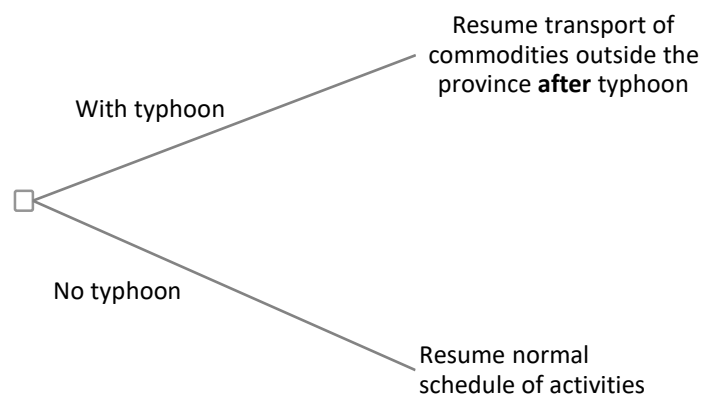 Resume transport of
commodities outside the
province after typhoon
With typhoon
No typhoon
Resume normal
schedule of activities